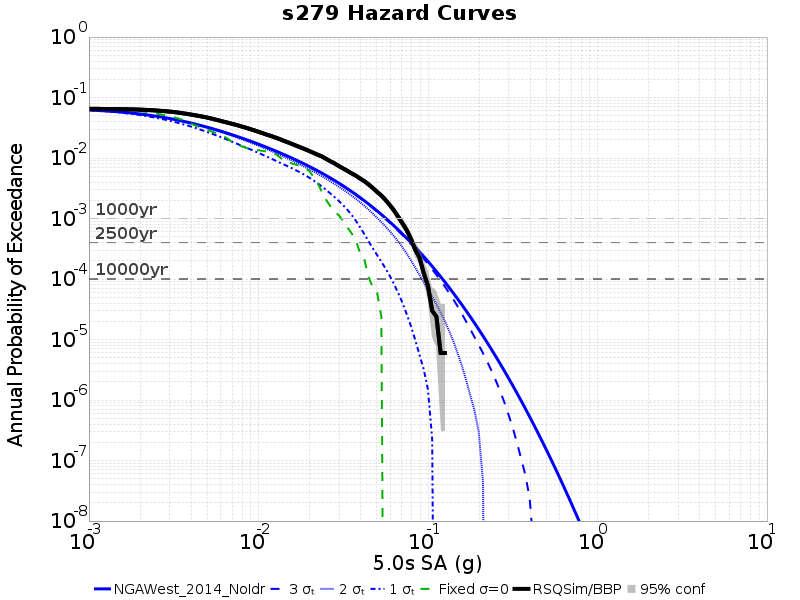 s279 Hazard Curves
Annual Probability of Exceedance
10^0
10^-1
10^-2
10^-3
10^-4
10^-5
10^-6
10^-7
10^-8
1000yr
2500yr
10000yr
10^-3 10^-2 10^-1 10^0 10^1
5.0s SA (g)
NGAWest_2014_NoIdr 3 σₜ 2 σₜ 1 σₜ Fixed σ=0 RSQSim/BBP 95% conf